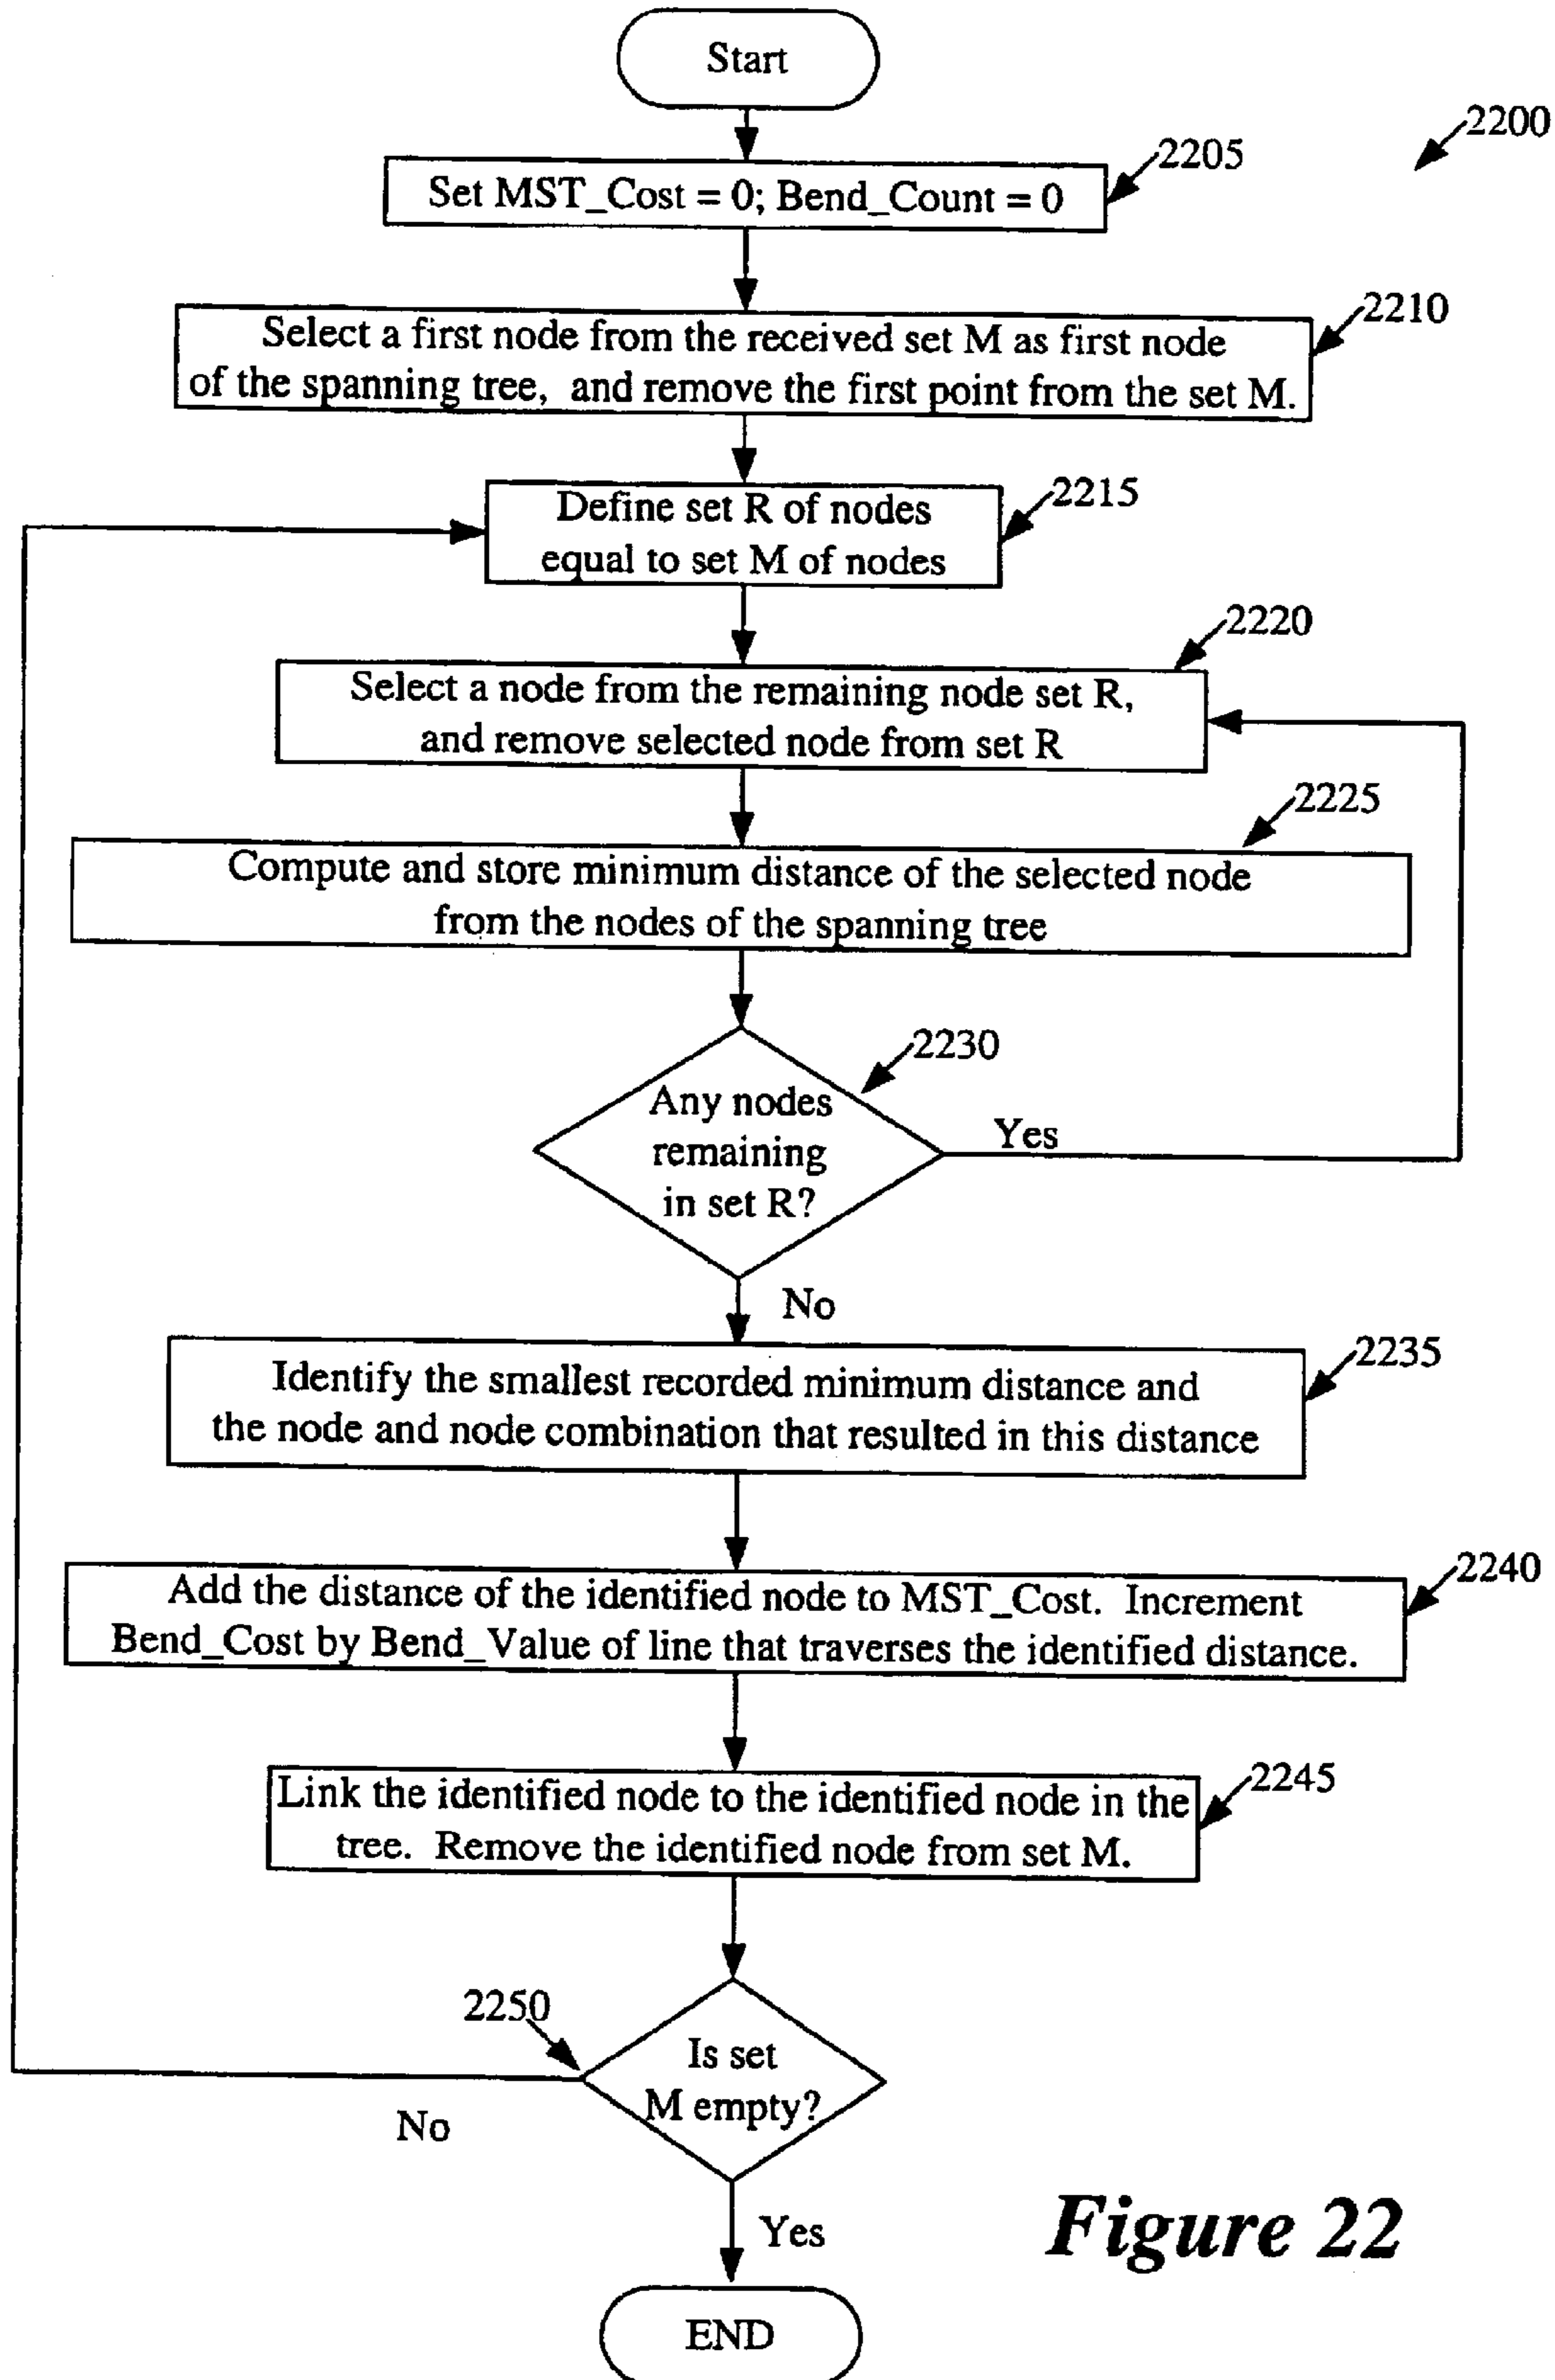 Start
2200
2205
Set MST_Cost = 0; Bend_Count = 0
2210
Select a first node from the received set M as first node
of the spanning tree, and remove the first point from the set M.
2215
Define set R of nodes
equal to set M of nodes
2220
Select a node from the remaining node set R,
and remove selected node from set R
2225
Compute and store minimum distance of the selected node
from the nodes of the spanning tree
2230
Any nodes
remaining
in set R?
Yes
No
2235
Identify the smallest recorded minimum distance and
the node and node combination that resulted in this distance
2240
Add the distance of the identified node to MST_Cost. Increment
Bend_Cost by Bend_Value of line that traverses the identified distance.
2245
Link the identified node to the identified node in the
tree. Remove the identified node from set M.
2250
Is set
M empty?
No
Yes
Figure 22
END